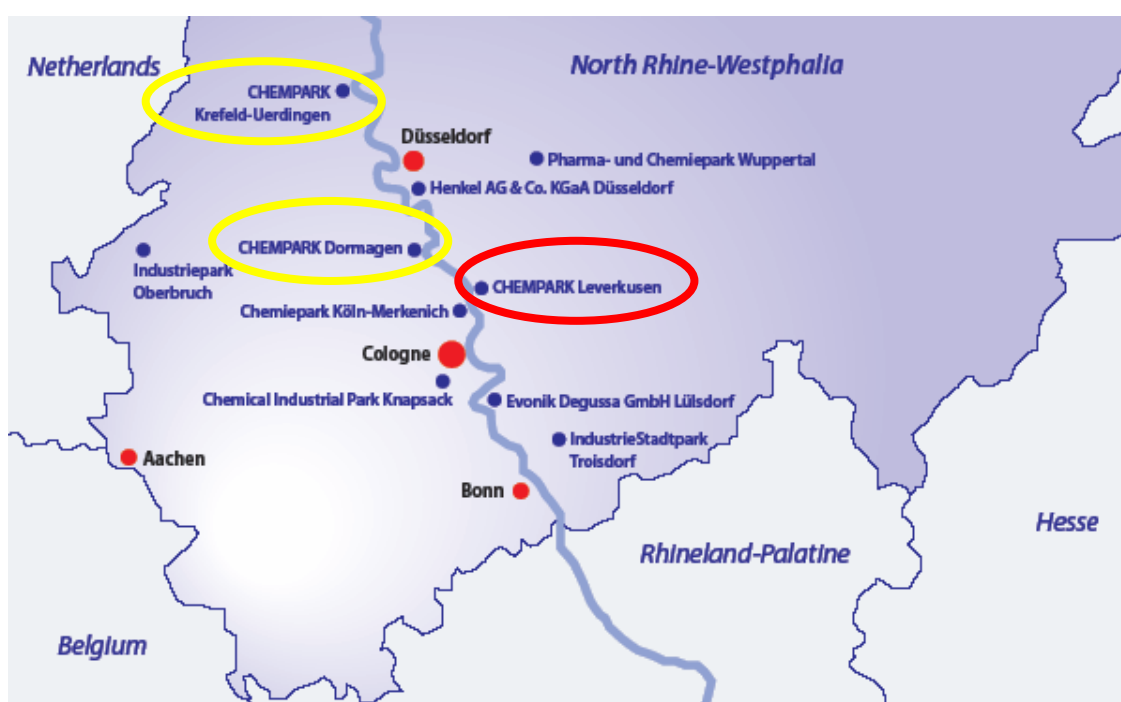 Netherlands
North Rhine-Westphalia
CHEMPARK
Krefeld-Uerdingen
Düsseldorf
Pharma- und Chemiepark Wuppertal
Henkel AG & Co. KGaA Düsseldorf
CHEMPARK Dormagen
Industriepark
Oberbruch
CHEMPARK Leverkusen
Chemiepark Köln-Merkenich
Cologne
Chemical Industrial Park Knapsack
Evonik Degussa GmbH Lülsdorf
IndustrieStadtpark
Troisdorf
Aachen
Bonn
Hesse
Rhineland-Palatine
Belgium